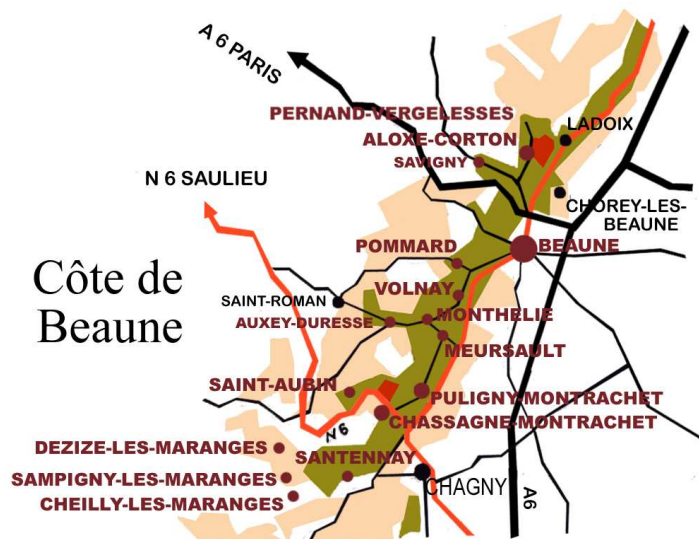 A 6 PARIS
PERNAND-VERGELESSES
LADOIX
ALOXE-CORTON
SAVIGNY
N 6 SAULIEU
CHOREY-LES-
BEAUNE
POMMARD
BEAUNE
Côte de
Beaune
VOLNAY
SAINT-ROMAN
MONTHELIE
AUXEY-DURESSE
MEURSAULT
SAINT-AUBIN
PULIGNY-MONTRACHET
CHASSAGNE-MONTRACHET
N6
DEZIZE-LES-MARANGES
SANTENNAY
SAMPIGNY-LES-MARANGES
CHAGNY
A6
CHEILLY-LES-MARANGES